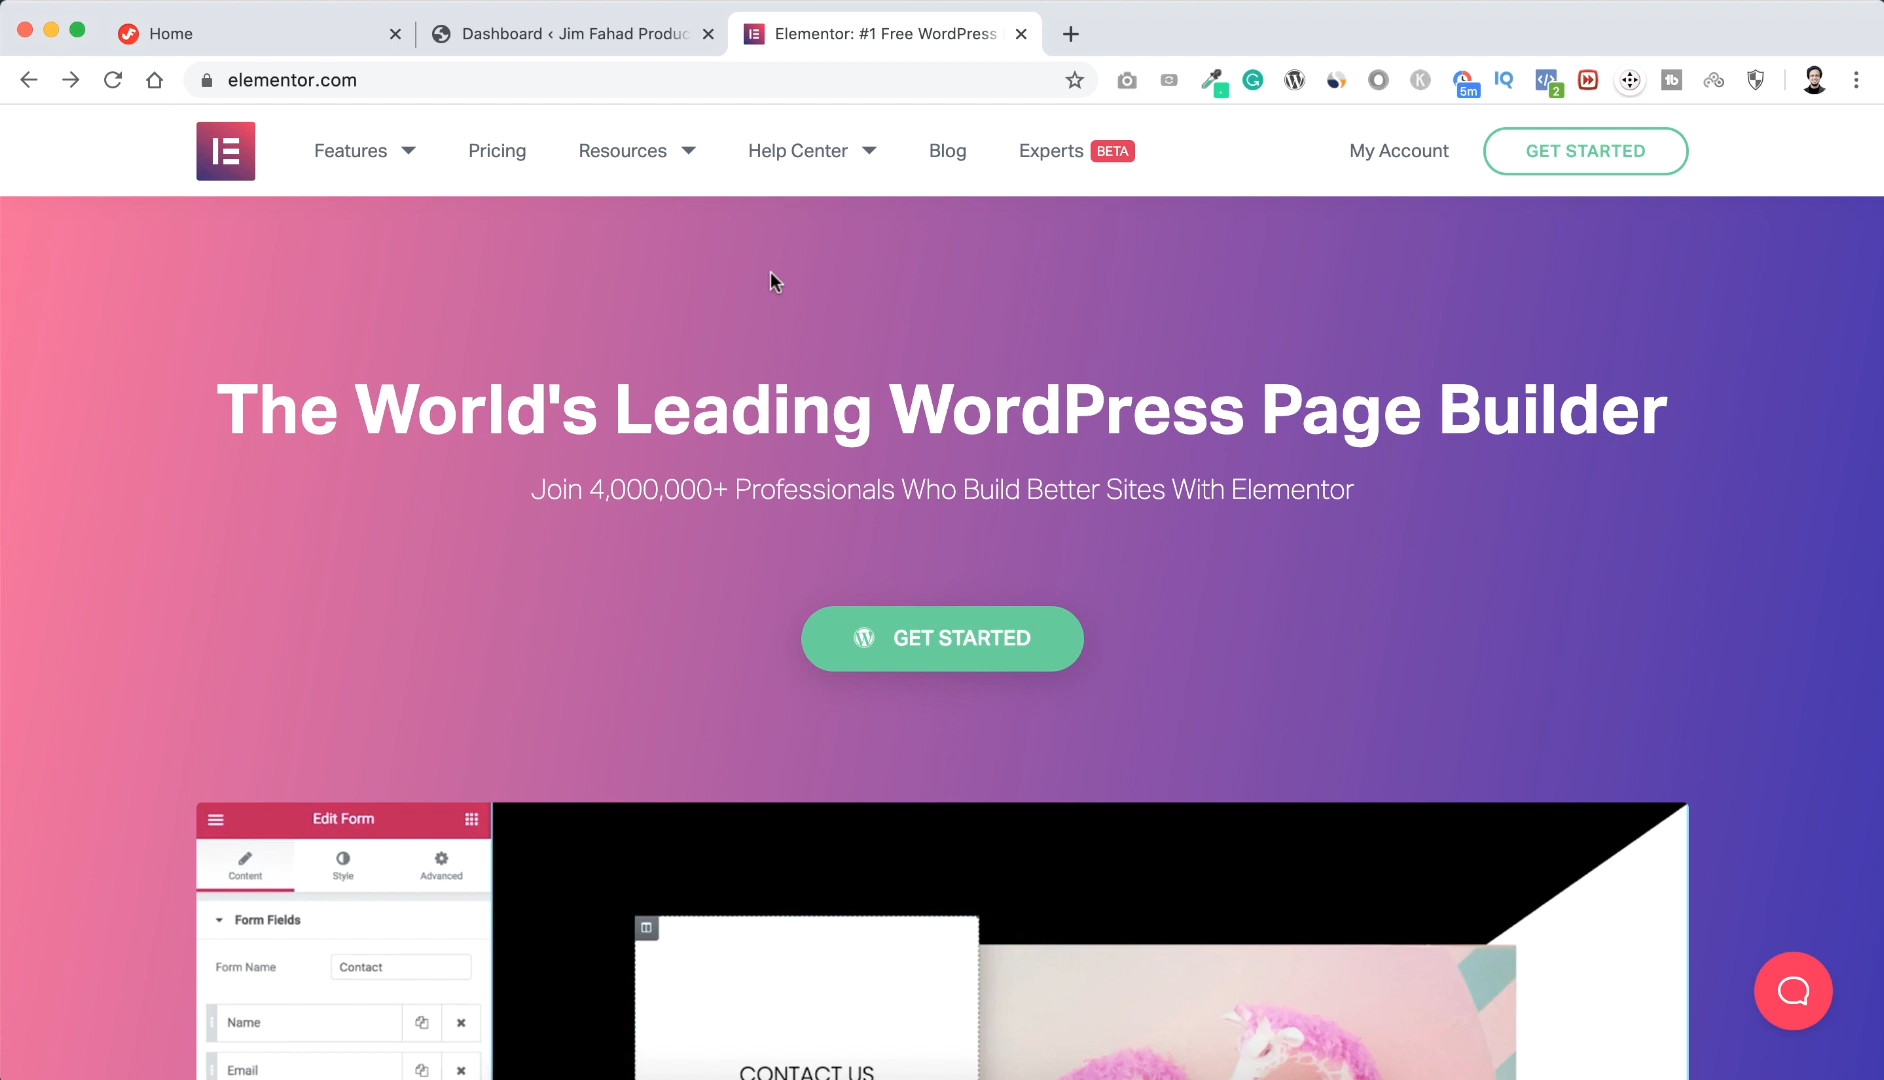 Home
Dashboard ‹ Jim Fahad Produc
Elementor: #1 Free WordPress
elementor.com
5m
IQ
2
Features
Pricing
Resources
Help Center
Blog
Experts BETA
My Account
GET STARTED
The World's Leading WordPress Page Builder
Join 4,000,000+ Professionals Who Build Better Sites With Elementor
GET STARTED
Edit Form
Content
Style
Advanced
Form Fields
Form Name
Contact
Name
Email
CONTACT US